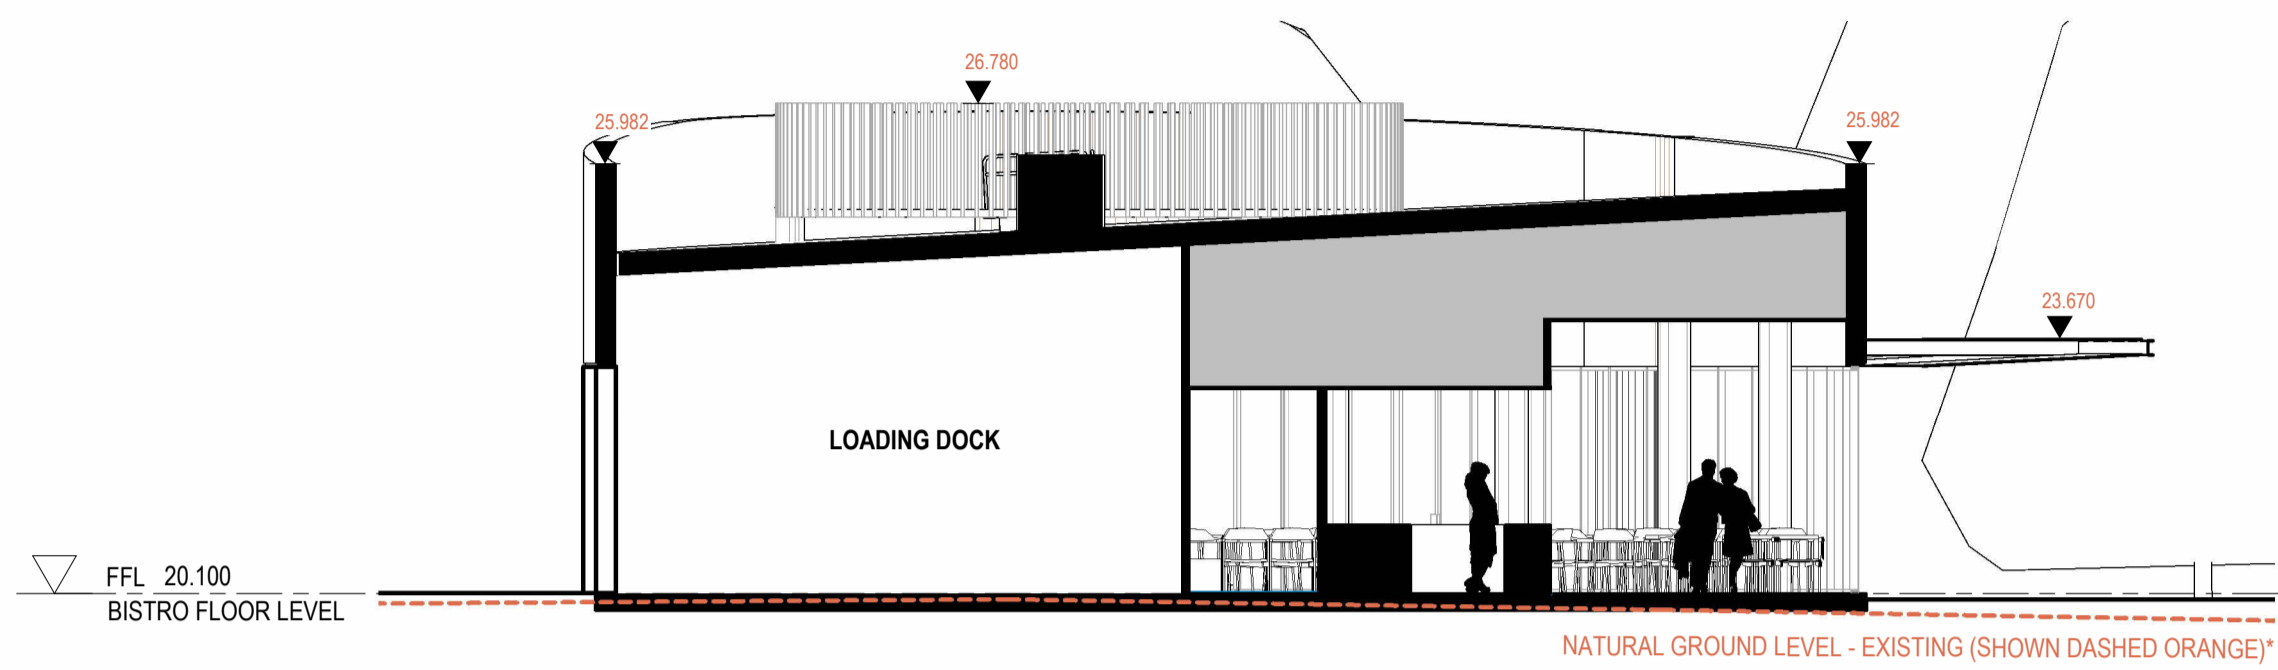 26.780
25.982
25.982
23.670
LOADING DOCK
FFL 20.100
BISTRO FLOOR LEVEL
NATURAL GROUND LEVEL - EXISTING (SHOWN DASHED ORANGE)*